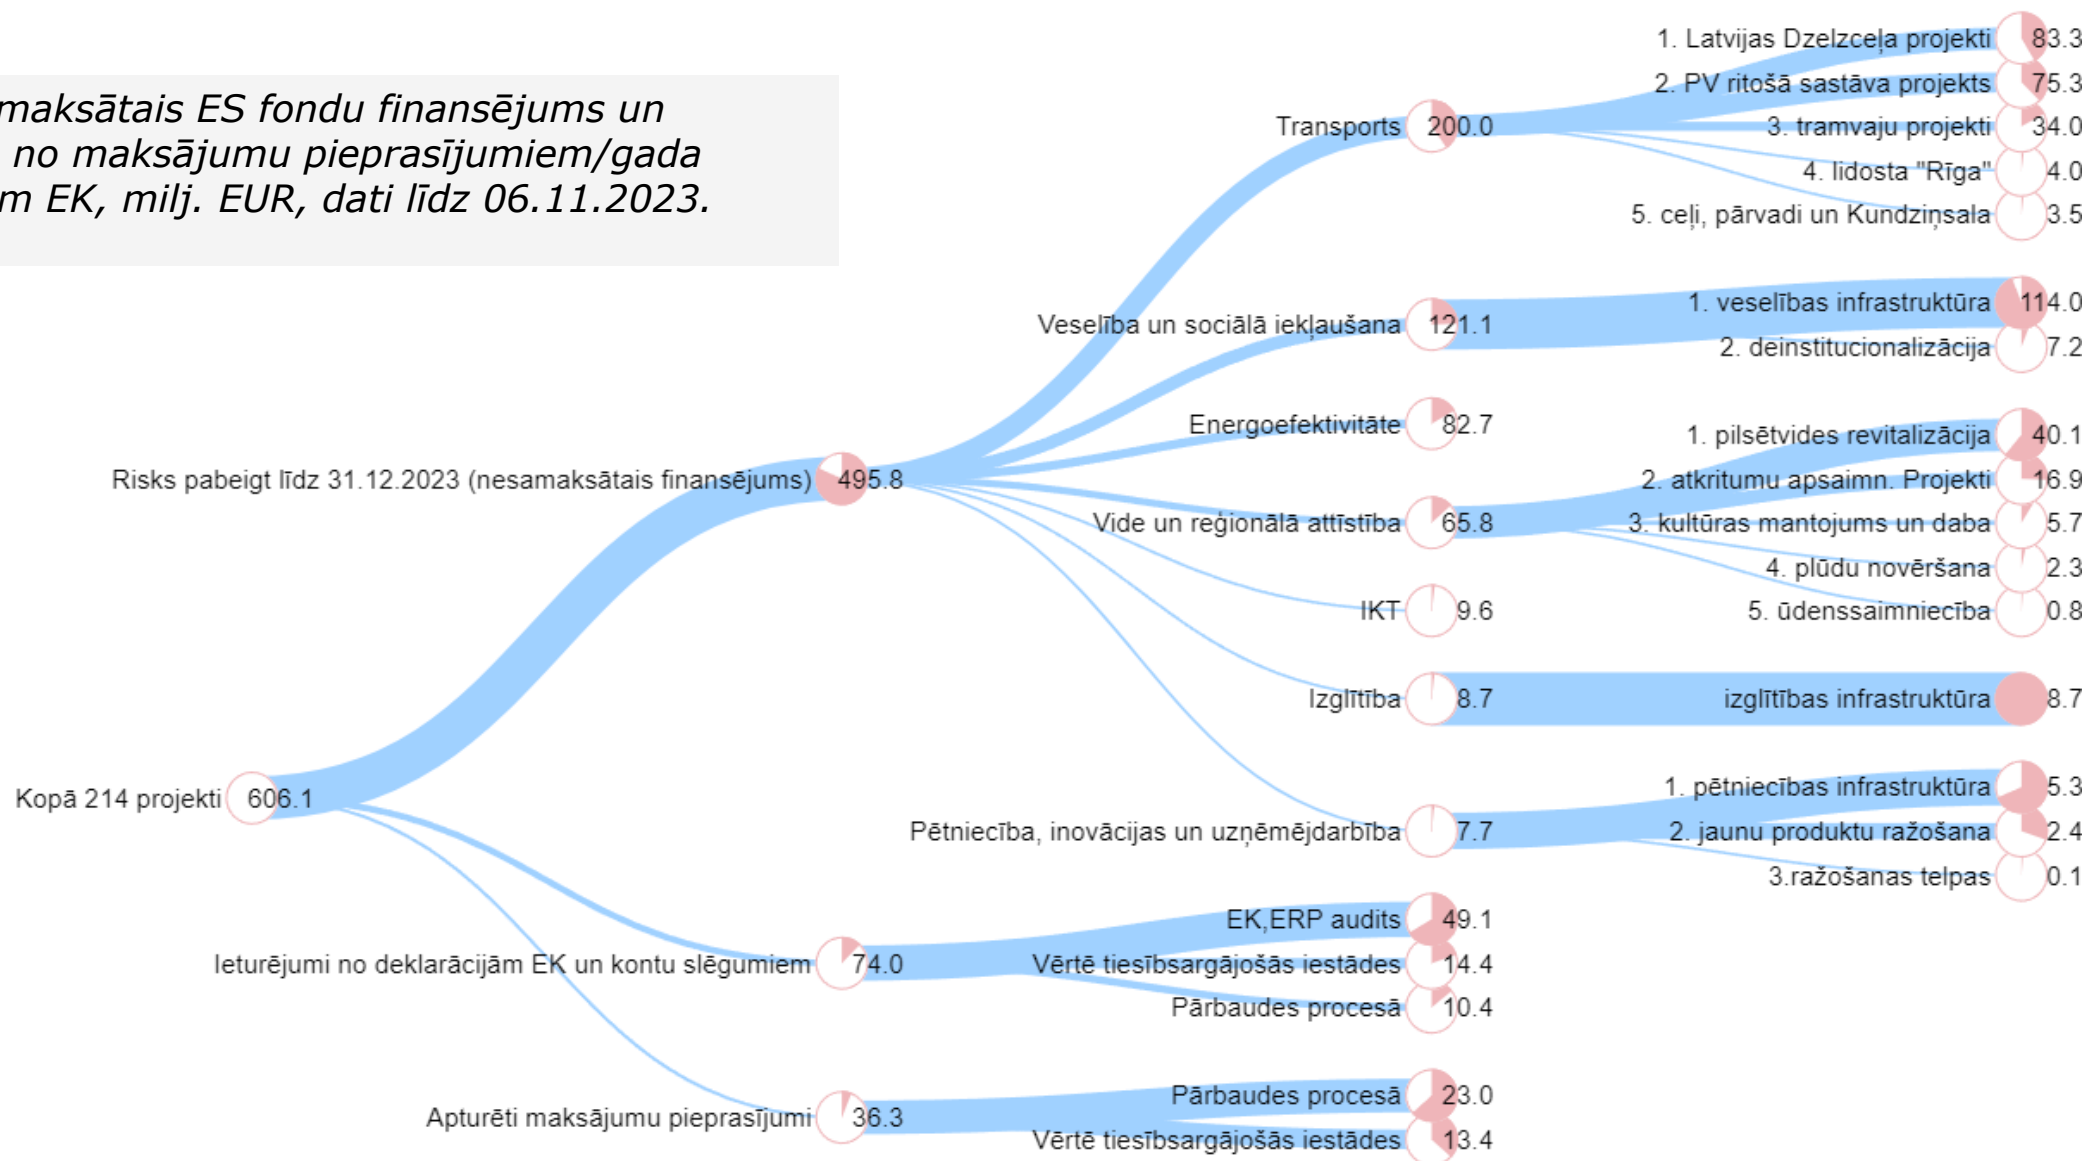 maksātais ES fondu finansējums un
no maksājumu pieprasījumiem/gada
m EK, milj. EUR, dati līdz 06.11.2023.
1. Latvijas Dzelzceļa projekti 83.3
2. PV ritošā sastāva projekts 75.3
Transports 200.0
3. tramvaju projekti 34.0
4. lidosta "Rīga" 4.0
5. ceļi, pārvadi un Kundziņsala 3.5
1. veselības infrastruktūra 114.0
Veselība un sociālā iekļaušana 121.1
2. deinstitucionalizācija 7.2
Energoefektivitāte 82.7
1. pilsētvides revitalizācija 40.1
Risks pabeigt līdz 31.12.2023 (nesamaksātais finansējums) 495.8
2. atkritumu apsaimn. Projekti 16.9
Vide un reģionālā attīstība 65.8
3. kultūras mantojums un daba 5.7
4. plūdu novēršana 2.3
IKT 9.6
5. ūdenssaimniecība 0.8
Izglītība 8.7
izglītības infrastruktūra 8.7
Kopā 214 projekti 606.1
1. pētniecības infrastruktūra 5.3
Pētniecība, inovācijas un uzņēmējdarbība 7.7
2. jaunu produktu ražošana 2.4
3.ražošanas telpas 0.1
EK,ERP audits 49.1
Ieturējumi no deklarācijām EK un kontu slēgumiem 74.0
Vērtē tiesībsargājošās iestādes 14.4
Pārbaudes procesā 10.4
Pārbaudes procesā 23.0
Apturēti maksājumu pieprasījumi 36.3
Vērtē tiesībsargājošās iestādes 13.4